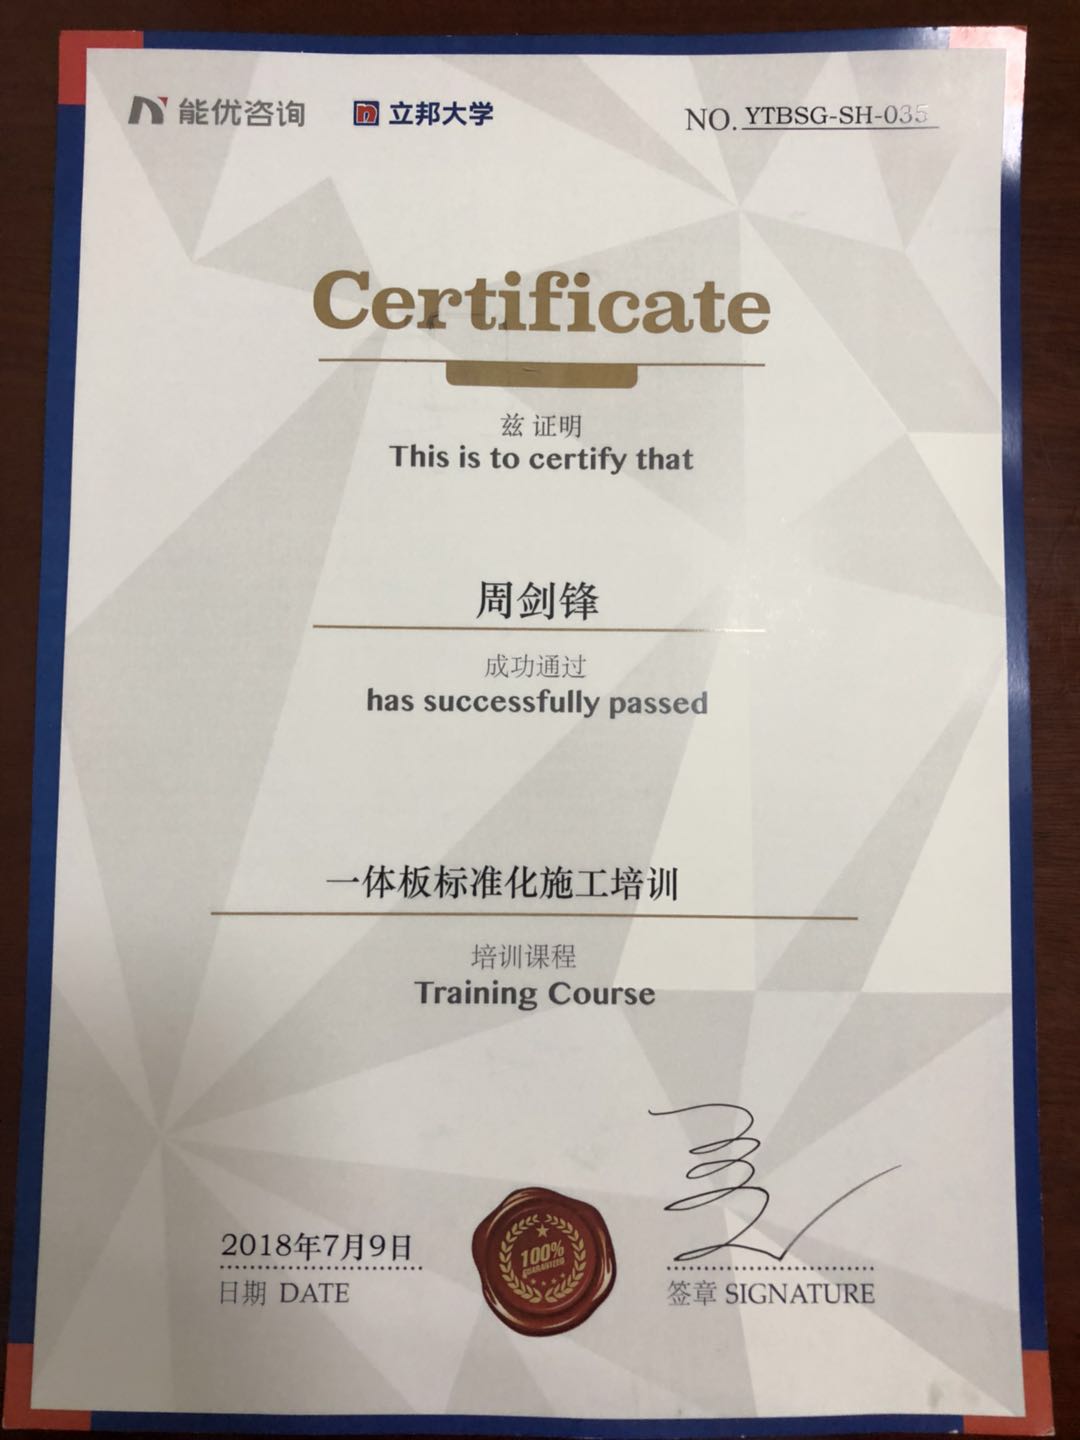 能优咨询 立邦大学 NO. YTBSG-SH-035
Certificate
兹 证明
This is to certify that
周剑锋
成功通过
has successfully passed
一体板标准化施工培训
培训课程
Training Course
100%
GUARANTEED
2018年7月9日
日期 DATE
签章 SIGNATURE